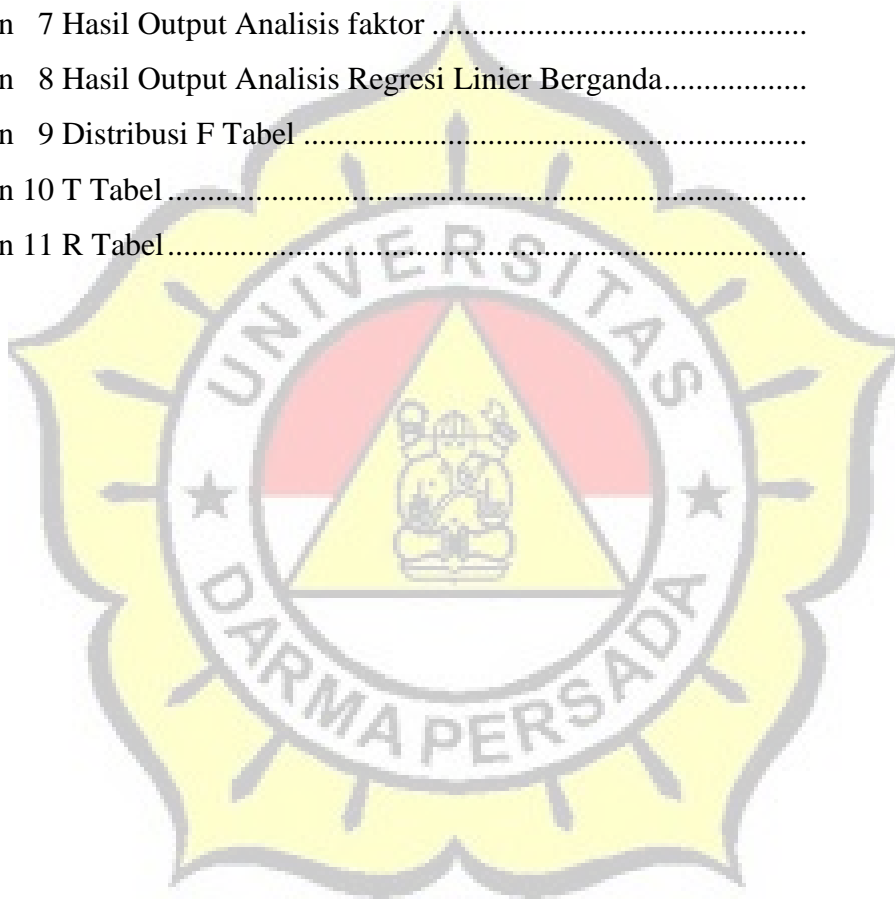 n 7 Hasil Output Analisis faktor ...............................................
n 8 Hasil Output Analisis Regresi Linier Berganda..................
n 9 Distribusi F Tabel ...............................................................
n 10 T Tabel ................................................................................
n 11 R Tabel ................................................................................
UNIVERSITAS
DARMA PERSADA